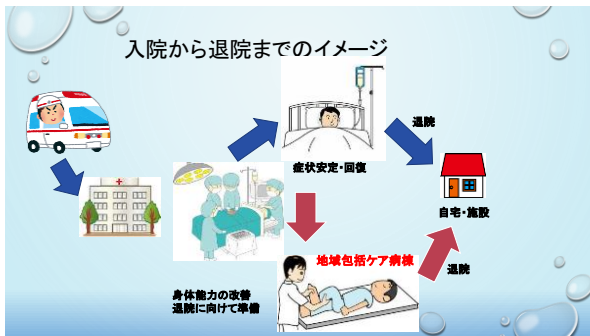 入院から退院までのイメージ
退院
症状安定・回復
自宅・施設
地域包括ケア病棟
退院
身体能力の改善
退院に向けて準備